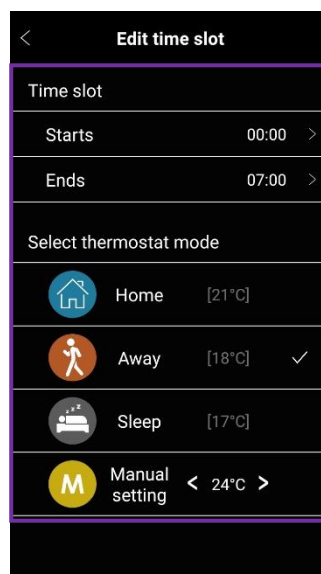 Edit time slot
Time slot
Starts 00:00
Ends 07:00
Select thermostat mode
Home [21°C]
Away [18°C]
zzZ
Sleep [17°C]
M Manual
setting < 24°C >